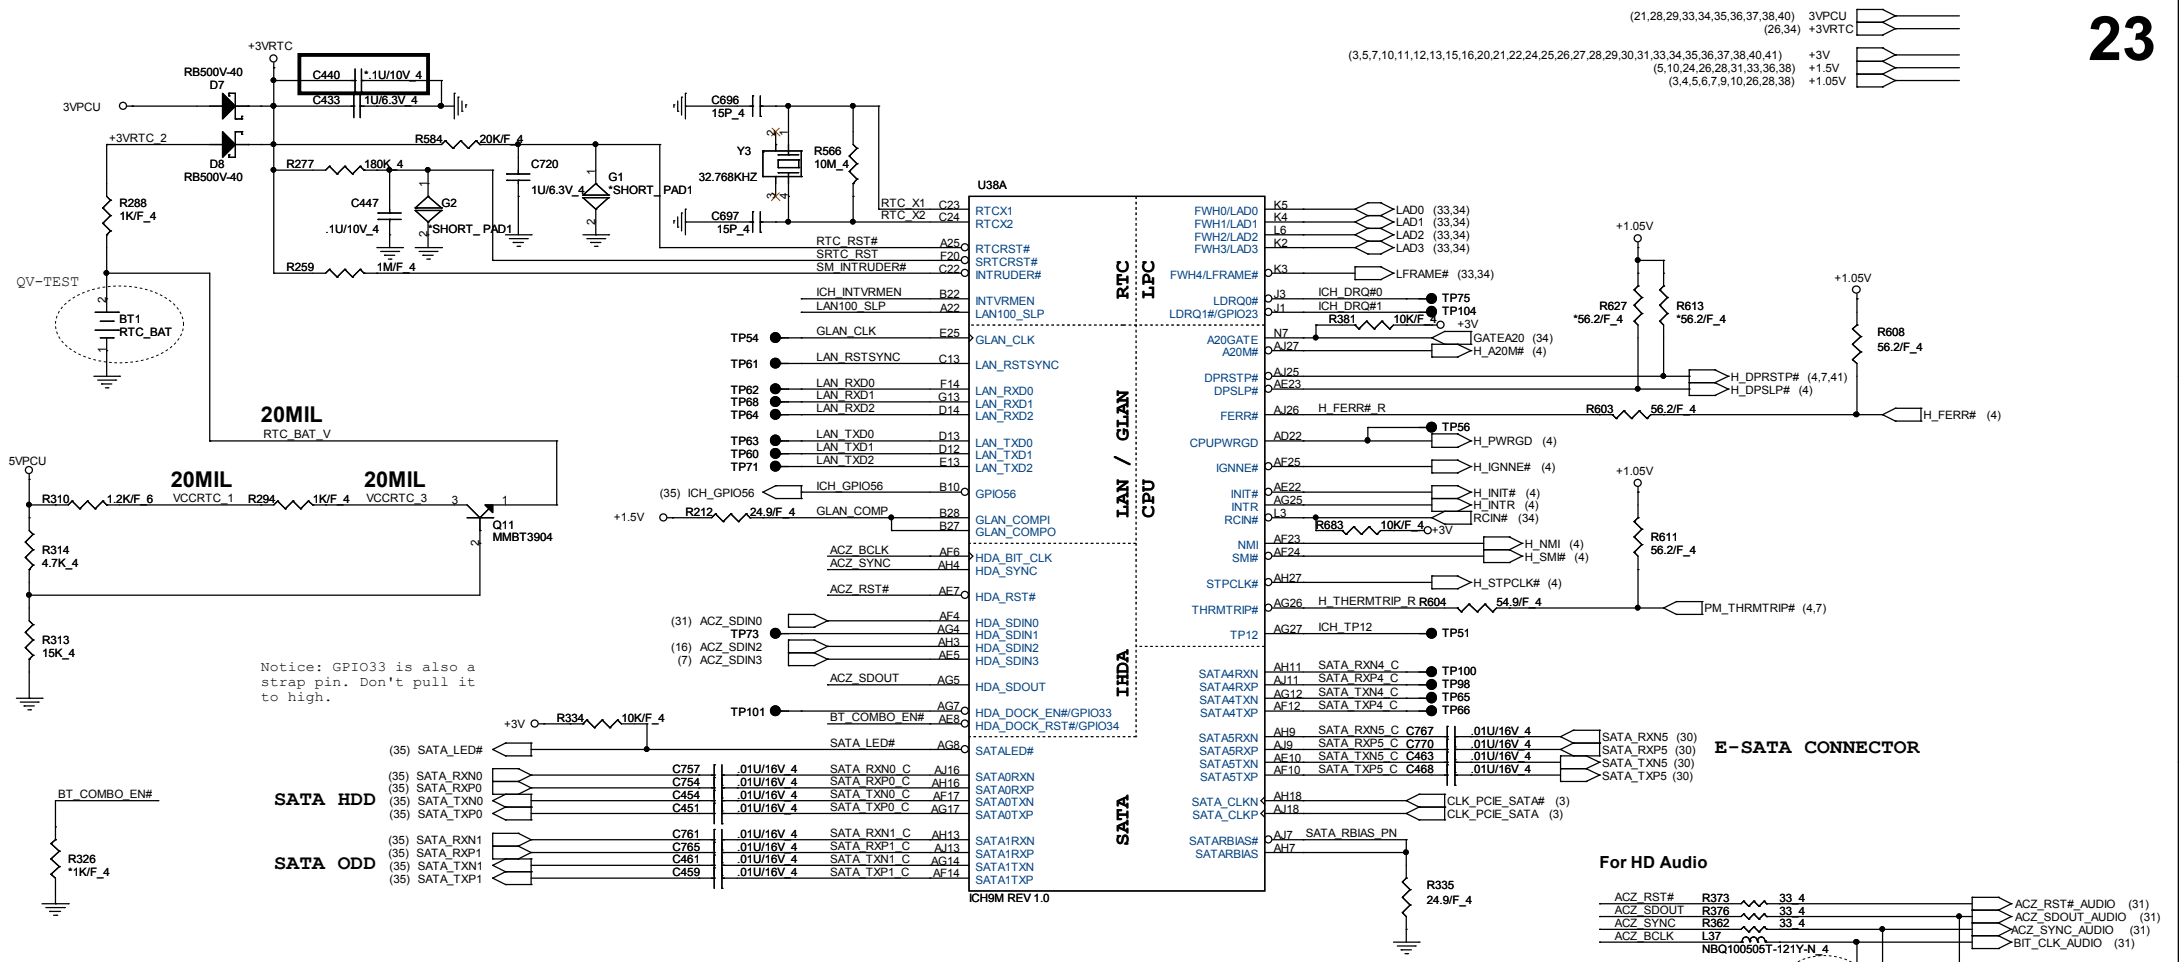 23
(21,28,29,33,34,35,36,37,38,40) 3VPCU
(26,34) +3VRTC
(3,5,7,10,11,12,13,15,16,20,21,22,24,25,26,27,28,29,30,31,33,34,35,36,37,38,40,41) +3V
(5,10,24,26,28,31,33,36,38) +1.5V
(3,4,5,6,7,9,10,26,28,38) +1.05V
+3VRTC
RB500V-40
D7
C440 *.1U/10V_4
C433 1U/6.3V_4
3VPCU
+3VRTC_2
D8
RB500V-40
R584 20K/F_4
R277 180K_4
C720
1U/6.3V_4
1
G1
*SHORT_ PAD1
2
R288
1K/F_4
C447
.1U/10V_4
1
G2
*SHORT_ PAD1
2
R259 1M/F_4
QV-TEST
2
BT1
RTC_BAT
1
20MIL
RTC_BAT_V
5VPCU
20MIL
20MIL
R310 1.2K/F_6 VCCRTC_1 R294 1K/F_4 VCCRTC_3 3 1
Q11
MMBT3904
2
R314
4.7K_4
R313
15K_4
Notice: GPIO33 is also a
strap pin. Don't pull it
to high.
C696
15P_4
2 1
Y3
32.768KHZ
3 4
R566
10M_4
C697
15P_4
U38A
RTC_X1 C23 RTCX1
RTC_X2 C24 RTCX2
RTC_RST# A25 RTCRST#
SRTC_RST F20 SRTCRST#
SM_INTRUDER# C22 INTRUDER#
ICH_INTVRMEN B22 INTVRMEN
LAN100_SLP A22 LAN100_SLP
TP54 GLAN_CLK E25 GLAN_CLK
TP61 LAN_RSTSYNC C13 LAN_RSTSYNC
TP62 LAN_RXD0 F14 LAN_RXD0
TP68 LAN_RXD1 G13 LAN_RXD1
TP64 LAN_RXD2 D14 LAN_RXD2
TP63 LAN_TXD0 D13 LAN_TXD0
TP60 LAN_TXD1 D12 LAN_TXD1
TP71 LAN_TXD2 E13 LAN_TXD2
(35) ICH_GPIO56 ICH_GPIO56 B10 GPIO56
+1.5V R212 24.9/F_4 GLAN_COMP B28 GLAN_COMPI
B27 GLAN_COMPO
ACZ_BCLK AF6 HDA_BIT_CLK
ACZ_SYNC AH4 HDA_SYNC
ACZ_RST# AE7 HDA_RST#
(31) ACZ_SDIN0 AF4 HDA_SDIN0
TP73 AG4 HDA_SDIN1
(16) ACZ_SDIN2 AH3 HDA_SDIN2
(7) ACZ_SDIN3 AE5 HDA_SDIN3
ACZ_SDOUT AG5 HDA_SDOUT
TP101 AG7 HDA_DOCK_EN#/GPIO33
BT_COMBO_EN# AE8 HDA_DOCK_RST#/GPIO34
+3V R334 10K/F_4
(35) SATA_LED# SATA_LED# AG8 SATALED#
SATA HDD
(35) SATA_RXN0 C757 .01U/16V_4 SATA_RXN0_C AJ16 SATA0RXN
(35) SATA_RXP0 C754 .01U/16V_4 SATA_RXP0_C AH16 SATA0RXP
(35) SATA_TXN0 C454 .01U/16V_4 SATA_TXN0_C AF17 SATA0TXN
(35) SATA_TXP0 C451 .01U/16V_4 SATA_TXP0_C AG17 SATA0TXP
SATA ODD
(35) SATA_RXN1 C761 .01U/16V_4 SATA_RXN1_C AH13 SATA1RXN
(35) SATA_RXP1 C765 .01U/16V_4 SATA_RXP1_C AJ13 SATA1RXP
(35) SATA_TXN1 C461 .01U/16V_4 SATA_TXN1_C AG14 SATA1TXN
(35) SATA_TXP1 C459 .01U/16V_4 SATA_TXP1_C AF14 SATA1TXP
ICH9M REV 1.0
BT_COMBO_EN#
R326
*1K/F_4
RTC
LPC
LAN / GLAN
CPU
IHDA
SATA
FWH0/LAD0 K5 LAD0 (33,34)
FWH1/LAD1 K4 LAD1 (33,34)
FWH2/LAD2 L6 LAD2 (33,34)
FWH3/LAD3 K2 LAD3 (33,34)
FWH4/LFRAME# K3 LFRAME# (33,34)
LDRQ0# J3 ICH_DRQ#0 TP75
LDRQ1#/GPIO23 J1 ICH_DRQ#1 TP104
R381 10K/F_4 +3V
A20GATE N7 GATEA20 (34)
A20M# AJ27 H_A20M# (4)
DPRSTP# AJ25 H_DPRSTP# (4,7,41)
DPSLP# AE23 H_DPSLP# (4)
FERR# AJ26 H_FERR#_R R603 56.2/F_4 H_FERR# (4)
TP56
CPUPWRGD AD22 H_PWRGD (4)
IGNNE# AF25 H_IGNNE# (4)
INIT# AE22 H_INIT# (4)
INTR AG25 H_INTR (4)
RCIN# L3 RCIN# (34)
R683 10K/F_4 +3V
NMI AF23 H_NMI (4)
SMI# AF24 H_SMI# (4)
STPCLK# AH27 H_STPCLK# (4)
THRMTRIP# AG26 H_THERMTRIP_R R604 54.9/F_4 PM_THRMTRIP# (4,7)
TP12 AG27 ICH_TP12 TP51
SATA4RXN AH11 SATA_RXN4_C TP100
SATA4RXP AJ11 SATA_RXP4_C TP98
SATA4TXN AG12 SATA_TXN4_C TP65
SATA4TXP AF12 SATA_TXP4_C TP66
SATA5RXN AH9 SATA_RXN5_C C767 .01U/16V_4 SATA_RXN5 (30)
SATA5RXP AJ9 SATA_RXP5_C C770 .01U/16V_4 SATA_RXP5 (30)
SATA5TXN AE10 SATA_TXN5_C C463 .01U/16V_4 SATA_TXN5 (30)
SATA5TXP AF10 SATA_TXP5_C C468 .01U/16V_4 SATA_TXP5 (30)
E-SATA CONNECTOR
SATA_CLKN AH18 CLK_PCIE_SATA# (3)
SATA_CLKP AJ18 CLK_PCIE_SATA (3)
SATARBIAS# AJ7 SATA_RBIAS_PN
SATARBIAS AH7
R335
24.9/F_4
+1.05V
R627
*56.2/F_4
R613
*56.2/F_4
+1.05V
R608
56.2/F_4
+1.05V
R611
56.2/F_4
For HD Audio
ACZ_RST# R373 33_4 ACZ_RST#_AUDIO (31)
ACZ_SDOUT R376 33_4 ACZ_SDOUT_AUDIO (31)
ACZ_SYNC R362 33_4 ACZ_SYNC_AUDIO (31)
ACZ_BCLK L37 BIT_CLK_AUDIO (31)
NBQ100505T-121Y-N_4